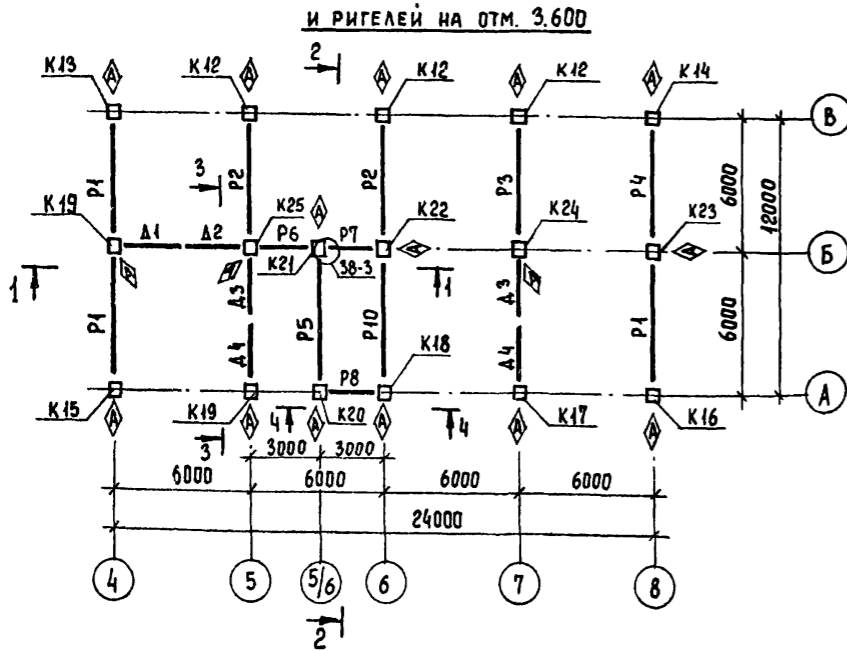 И РИГЕЛЕЙ НА ОТМ. 3.600
2
К13 А К12 А А К12 А К12 А К14
В
Р1 3 Р2 Р2 Р3 Р4 6000 12000
К19 Д1 Д2 К25 Р6 А Р7 К22 А К24 К23 А
Б
1 А А К21 38-3 1 А
Р1 Д3 Д4 Р5 Р10 Д3 Д4 Р1 6000
Р8 К18
А
К15 А К19 А 4 К20 А А 4 К17 А К16 А
3 3000 3000
6000 6000 6000 6000
24000
4 5 5/6 6 7 8
2